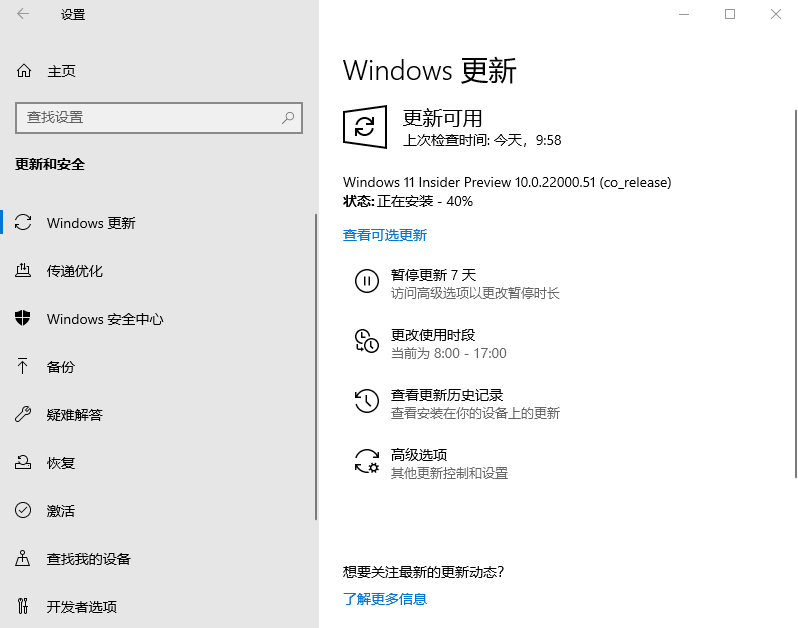 设置
主页
查找设置
更新和安全
Windows 更新
传递优化
Windows 安全中心
备份
疑难解答
恢复
激活
查找我的设备
开发者选项
Windows 更新
更新可用
上次检查时间: 今天，9:58
Windows 11 Insider Preview 10.0.22000.51 (co_release)
状态: 正在安装 - 40%
查看可选更新
暂停更新 7 天
访问高级选项以更改暂停时长
更改使用时段
当前为 8:00 - 17:00
查看更新历史记录
查看安装在你的设备上的更新
高级选项
其他更新控制和设置
想要关注最新的更新动态?
了解更多信息